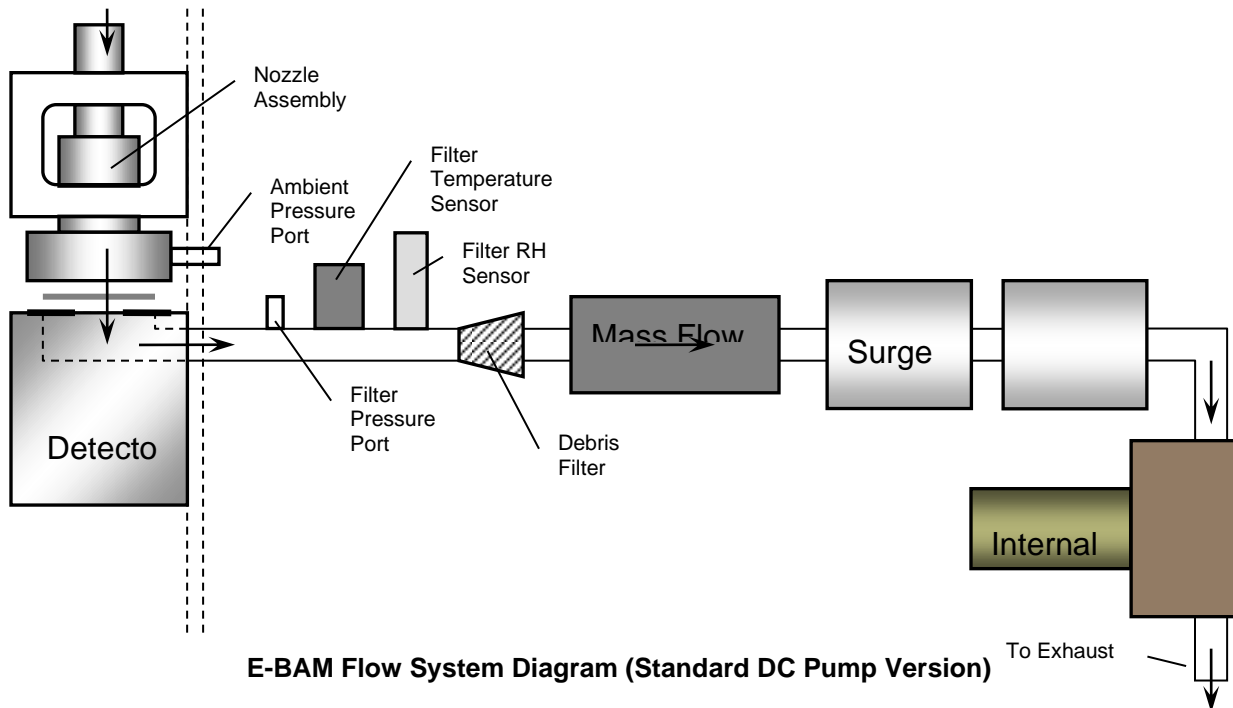 Nozzle
Assembly
Ambient
Pressure
Port
Filter
Temperature
Sensor
Filter RH
Sensor
Mass Flow
Surge
Detecto
Filter
Pressure
Port
Debris
Filter
Internal
To Exhaust
E-BAM Flow System Diagram (Standard DC Pump Version)